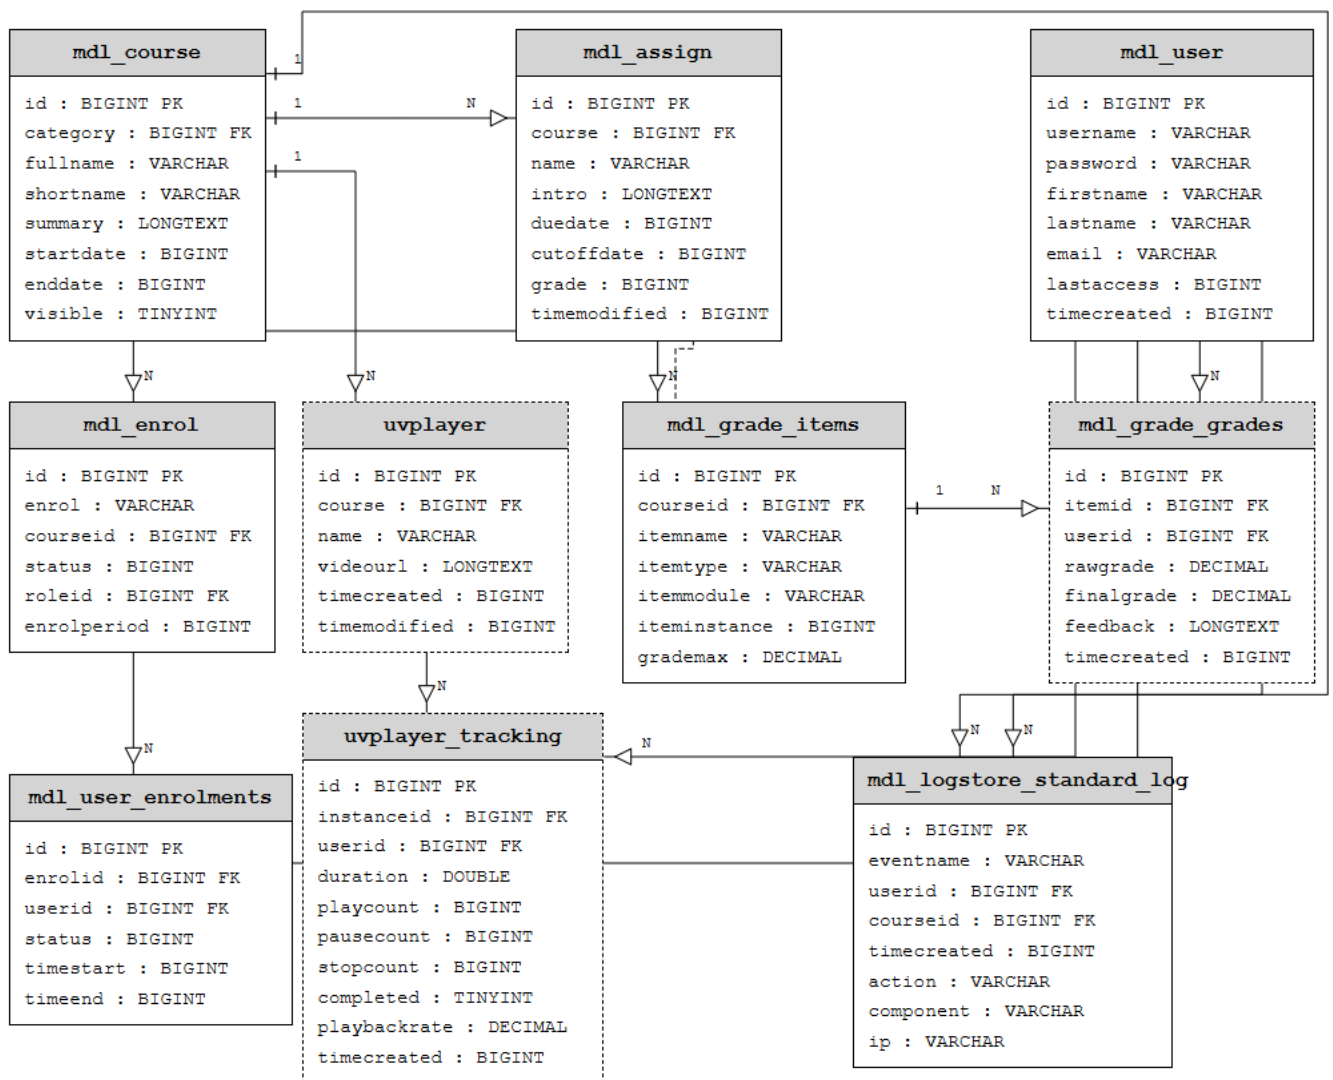 mdl_course
id : BIGINT PK
category : BIGINT FK
fullname : VARCHAR
shortname : VARCHAR
summary : LONGTEXT
startdate : BIGINT
enddate : BIGINT
visible : TINYINT
1
1
N
1
mdl_assign
id : BIGINT PK
course : BIGINT FK
name : VARCHAR
intro : LONGTEXT
duedate : BIGINT
cutoffdate : BIGINT
grade : BIGINT
timemodified : BIGINT
mdl_user
id : BIGINT PK
username : VARCHAR
password : VARCHAR
firstname : VARCHAR
lastname : VARCHAR
email : VARCHAR
lastaccess : BIGINT
timecreated : BIGINT
N
N
N
N
mdl_enrol
id : BIGINT PK
enrol : VARCHAR
courseid : BIGINT FK
status : BIGINT
roleid : BIGINT FK
enrolperiod : BIGINT
uvplayer
id : BIGINT PK
course : BIGINT FK
name : VARCHAR
videourl : LONGTEXT
timecreated : BIGINT
timemodified : BIGINT
mdl_grade_items
id : BIGINT PK
courseid : BIGINT FK
itemname : VARCHAR
itemtype : VARCHAR
itemmodule : VARCHAR
iteminstance : BIGINT
grademax : DECIMAL
1
N
mdl_grade_grades
id : BIGINT PK
itemid : BIGINT FK
userid : BIGINT FK
rawgrade : DECIMAL
finalgrade : DECIMAL
feedback : LONGTEXT
timecreated : BIGINT
N
N
N
N
N
mdl_user_enrolments
id : BIGINT PK
enrolid : BIGINT FK
userid : BIGINT FK
status : BIGINT
timestart : BIGINT
timeend : BIGINT
uvplayer_tracking
id : BIGINT PK
instanceid : BIGINT FK
userid : BIGINT FK
duration : DOUBLE
playcount : BIGINT
pausecount : BIGINT
stopcount : BIGINT
completed : TINYINT
playbackrate : DECIMAL
timecreated : BIGINT
mdl_logstore_standard_log
id : BIGINT PK
eventname : VARCHAR
userid : BIGINT FK
courseid : BIGINT FK
timecreated : BIGINT
action : VARCHAR
component : VARCHAR
ip : VARCHAR